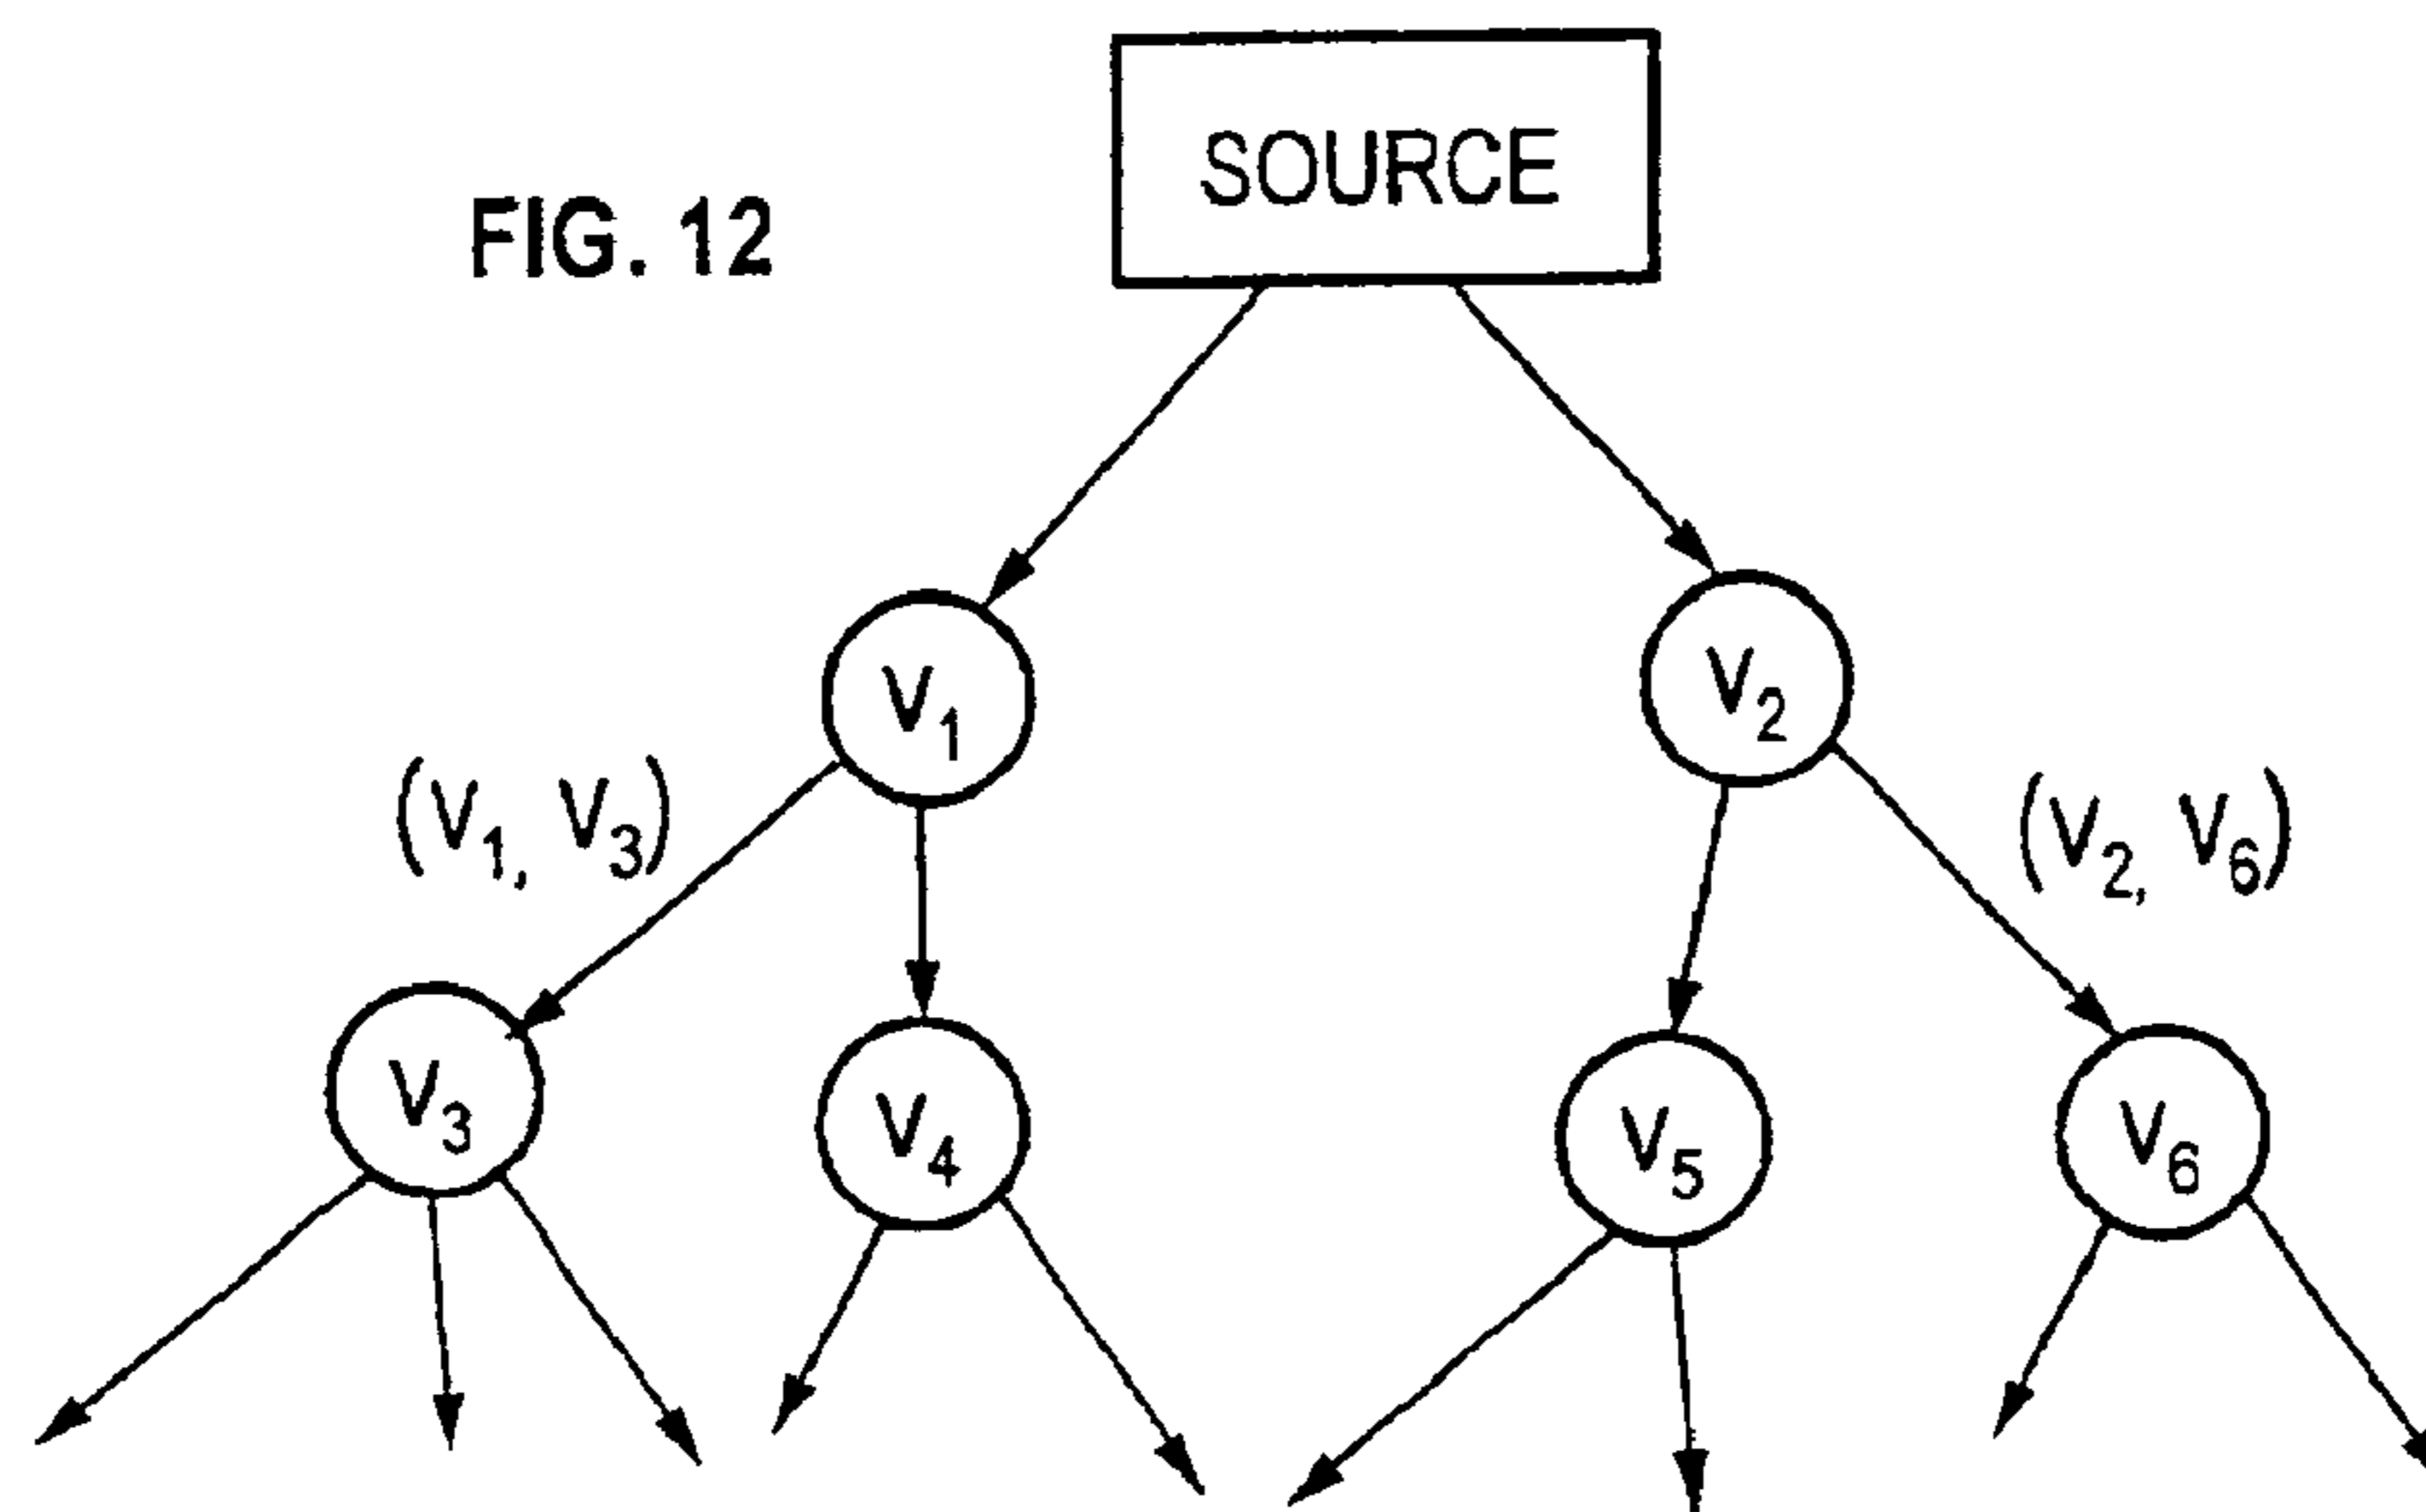 SOURCE
FIG. 12
V₁
V₂
(V₁, V₃)
(V₂, V₆)
V₃
V₄
V₅
V₆